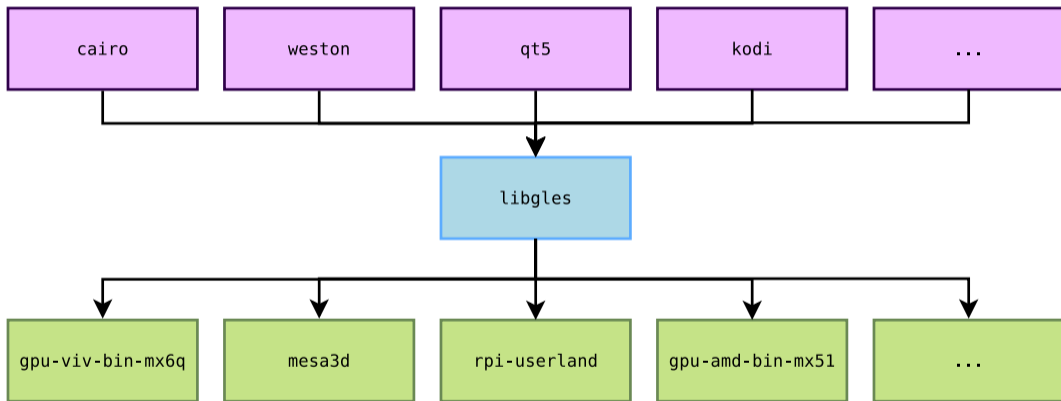 cairo
weston
qt5
kodi
...
libgles
gpu-viv-bin-mx6q
mesa3d
rpi-userland
gpu-amd-bin-mx51
...